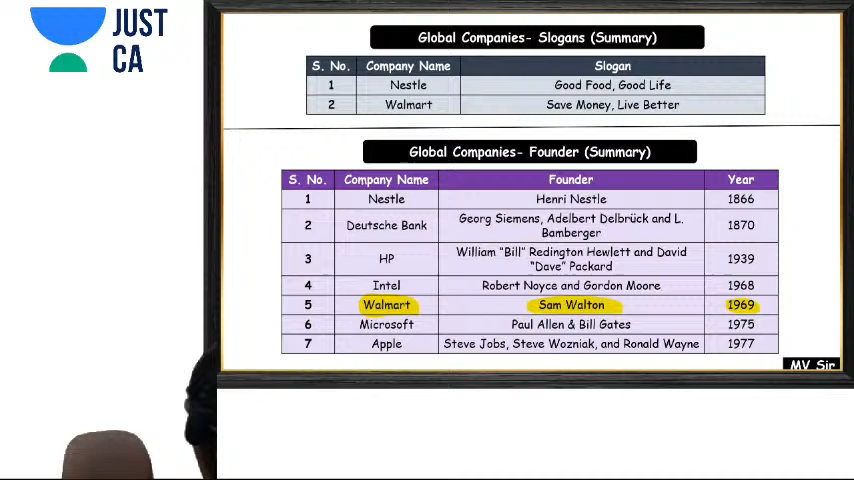 JUST
CA
Global Companies- Slogans (Summary)
S. No. Company Name Slogan
1 Nestle Good Food, Good Life
2 Walmart Save Money, Live Better
Global Companies- Founder (Summary)
S. No. Company Name Founder Year
1 Nestle Henri Nestle 1866
2 Deutsche Bank Georg Siemens, Adelbert Delbrück and L. Bamberger 1870
3 HP William "Bill" Redington Hewlett and David "Dave" Packard 1939
4 Intel Robert Noyce and Gordon Moore 1968
5 Walmart Sam Walton 1969
6 Microsoft Paul Allen & Bill Gates 1975
7 Apple Steve Jobs, Steve Wozniak, and Ronald Wayne 1977
MV Sir